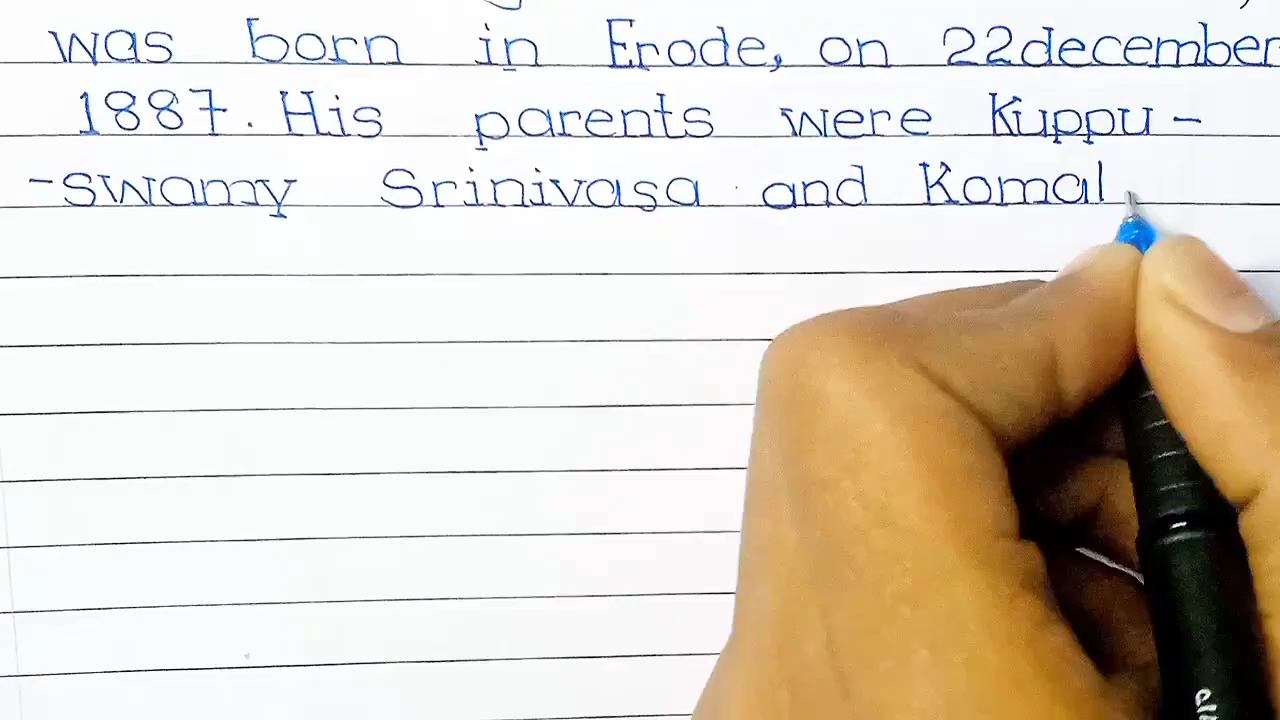 was born in Erode, on 22december
1887. His parents were Kuppu-
-swamy Srinivasa and Komal